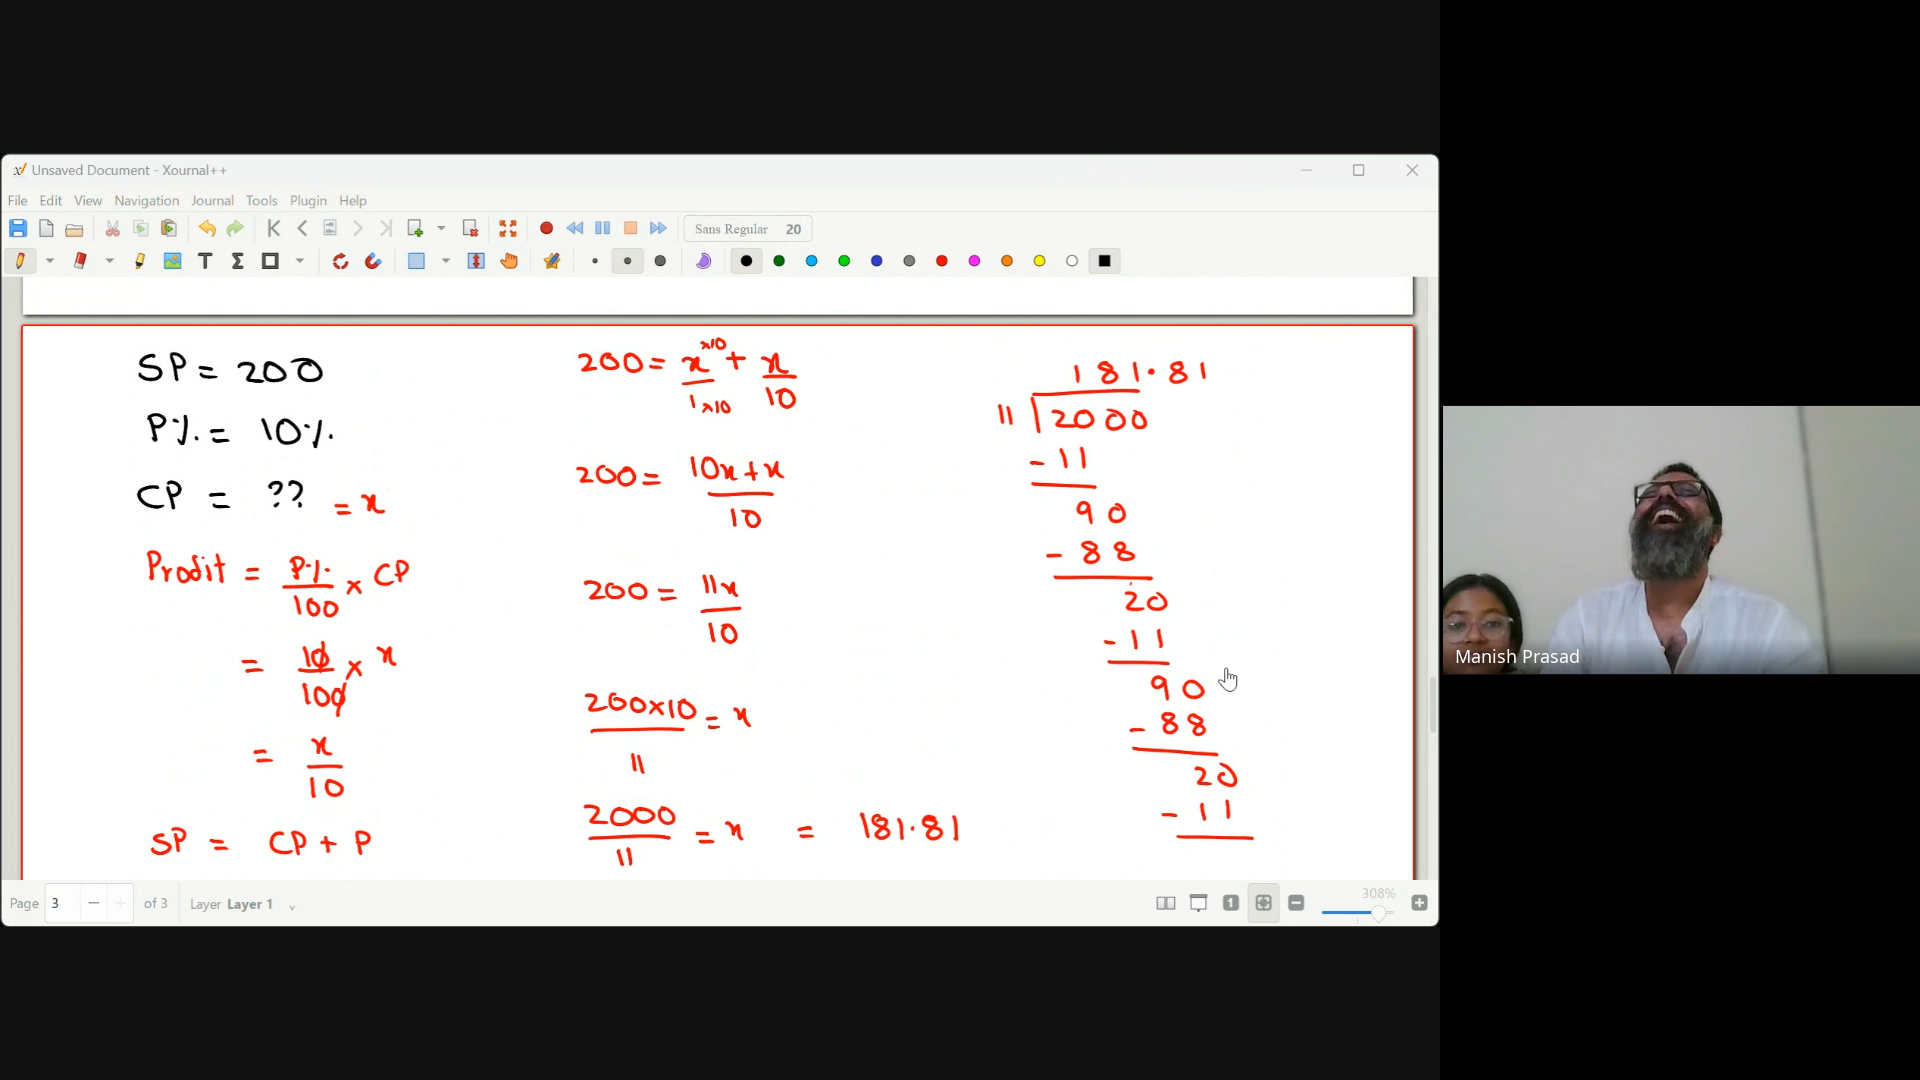 Unsaved Document - Xournal++
File Edit View Navigation Journal Tools Plugin Help
Sans Regular 20
SP = 200
P% = 10%
CP = ?? = x
Profit = P% / 100 × CP
= 10 / 100 × x
= x / 10
SP = CP + P
200 = x ×10 / 1 ×10 + x / 10
200 = 10x + x / 10
200 = 11x / 10
200×10 / 11 = x
2000 / 11 = x = 181.81
181.81
11 2000
- 11
90
- 88
20
- 11
90
- 88
20
- 11
Manish Prasad
Page 3 of 3 Layer Layer 1
308%